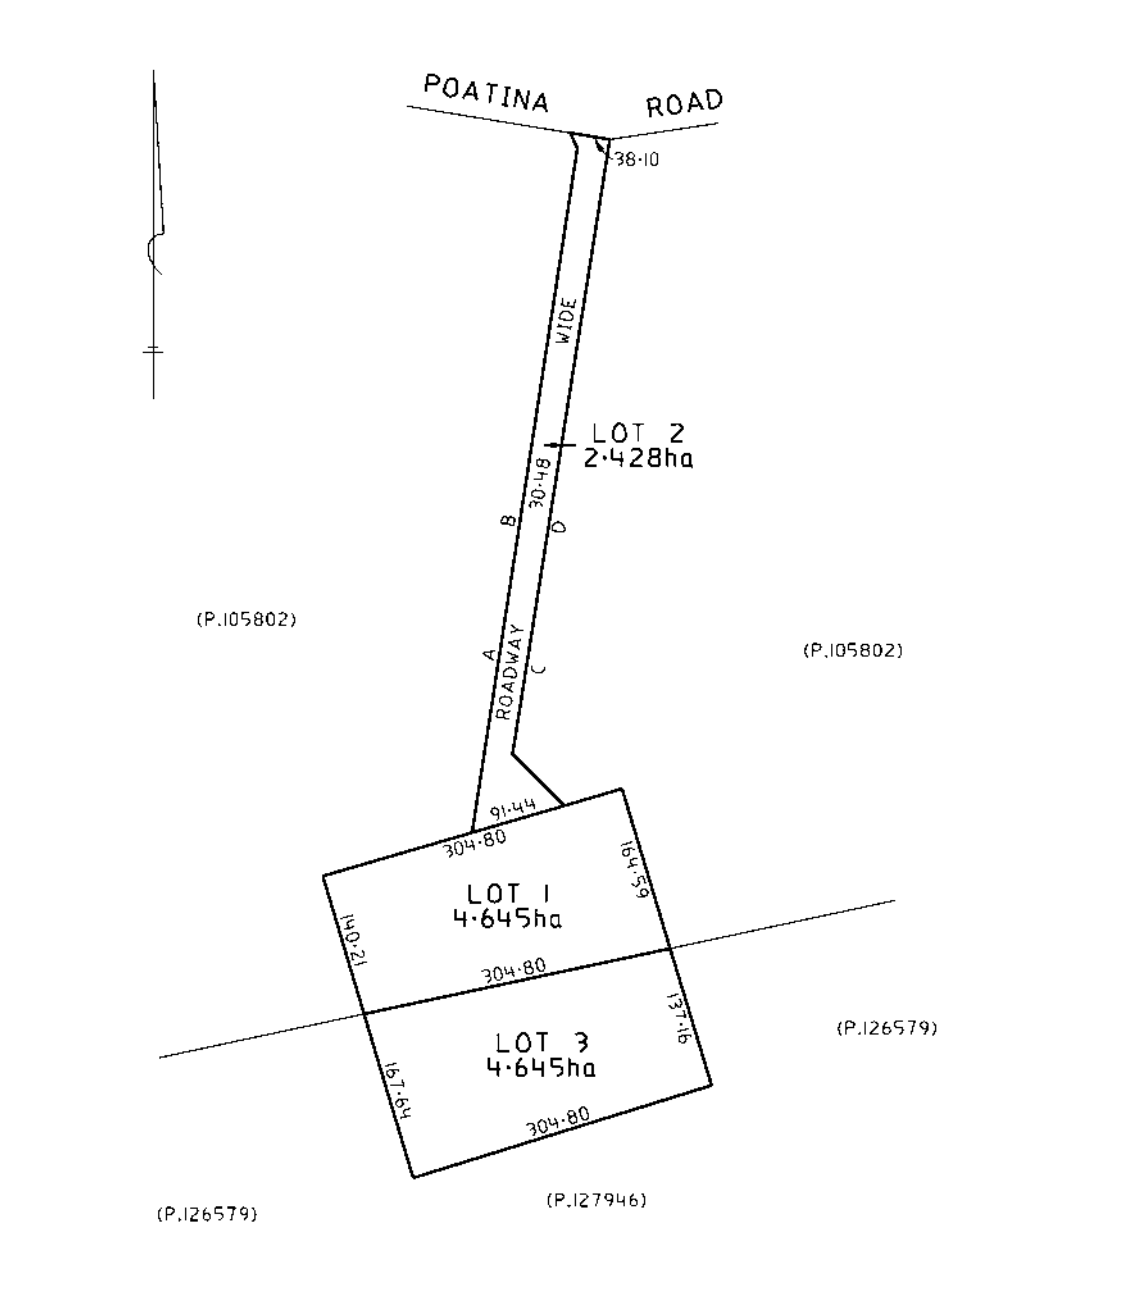 POATINA ROAD
38·10
WIDE
LOT 2
2·428ha
30·48
B
D
(P.105802)
A
ROADWAY
C
(P.105802)
91·44
304·80
164·59
LOT 1
4·645ha
140·21
304·80
137·16
(P.126579)
LOT 3
4·645ha
167·64
304·80
(P.127946)
(P.126579)